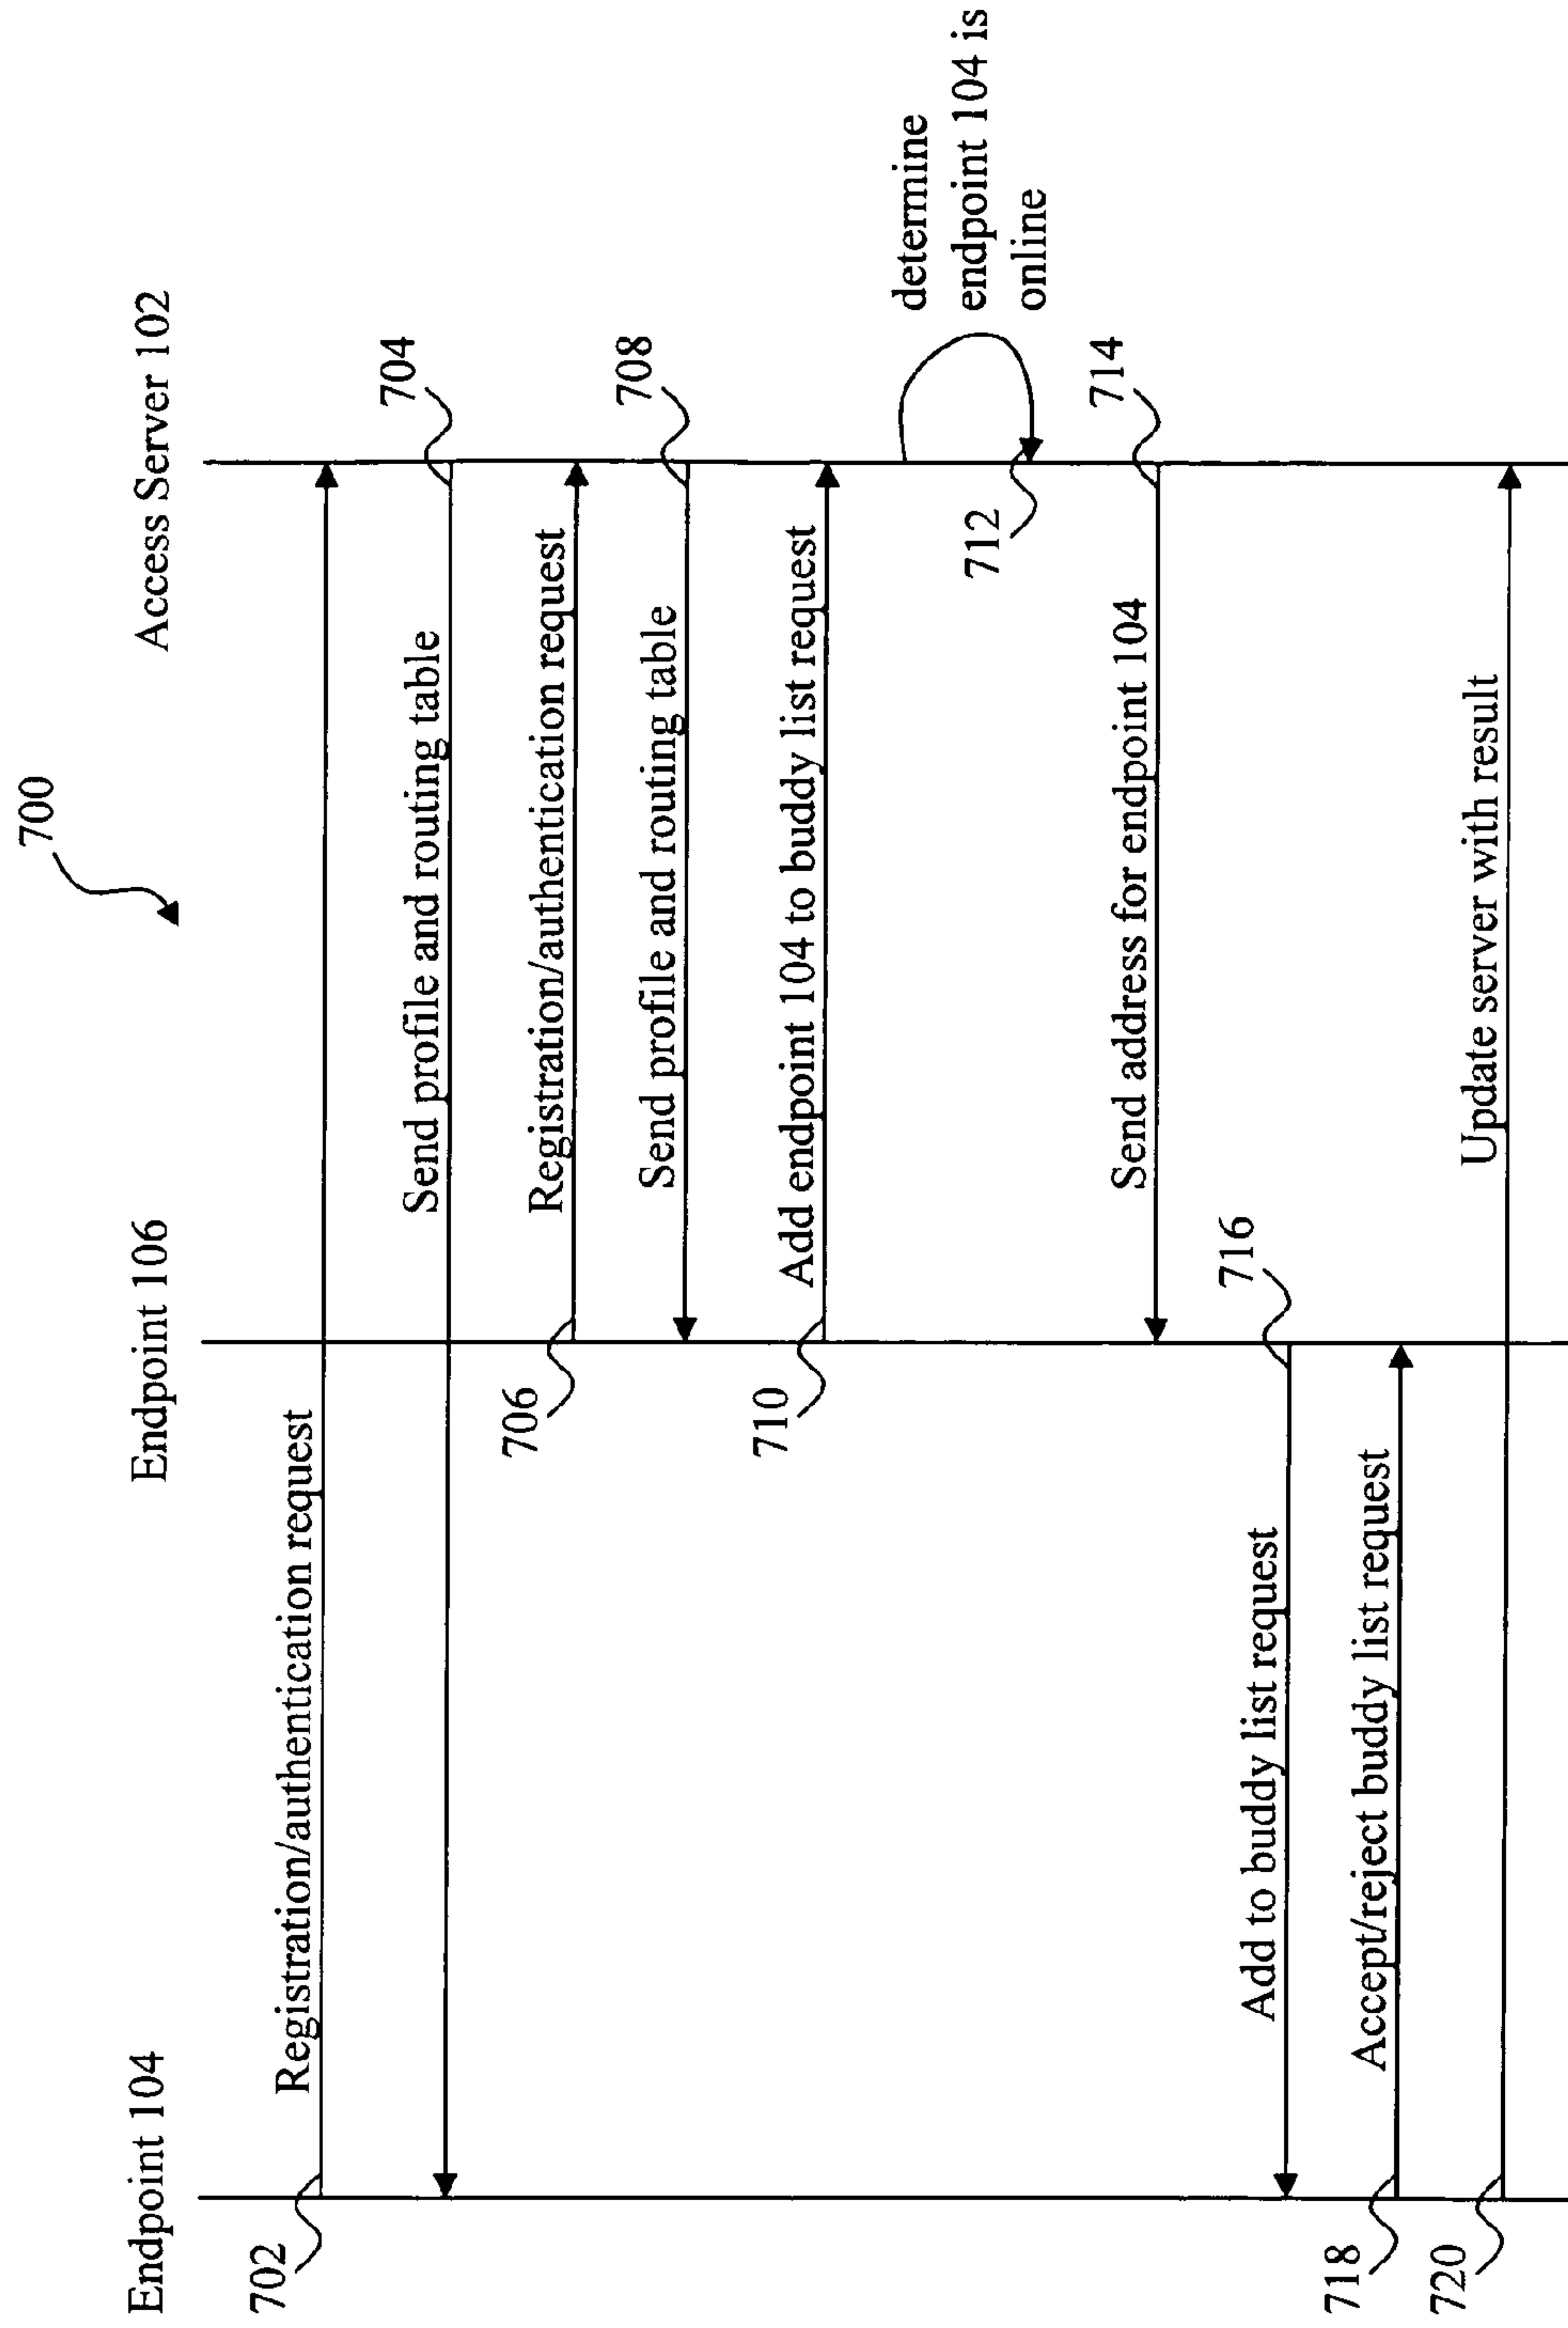 700
Endpoint 104
Endpoint 106
Access Server 102
702
Registration/authentication request
704
Send profile and routing table
706
Registration/authentication request
708
Send profile and routing table
710
Add endpoint 104 to buddy list request
determine
endpoint 104 is
online
712
714
Send address for endpoint 104
716
Add to buddy list request
718
Accept/reject buddy list request
720
Update server with result